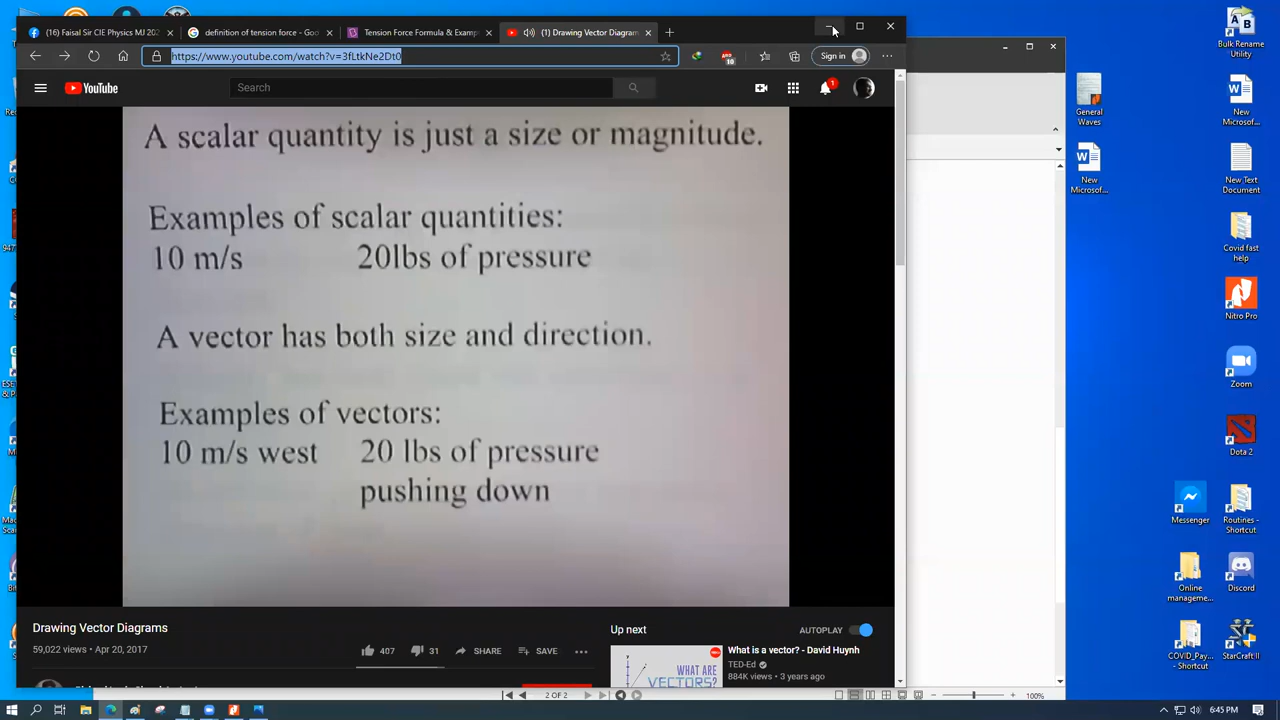 (16) Faisal Sir CIE Physics MJ 202
definition of tension force - Goo
Tension Force Formula & Examp
(1) Drawing Vector Diagram
https://www.youtube.com/watch?v=3fLtkNe2Dt0
10
Sign in
YouTube
Search
1
A scalar quantity is just a size or magnitude.
Examples of scalar quantities:
10 m/s 20lbs of pressure
A vector has both size and direction.
Examples of vectors:
10 m/s west 20 lbs of pressure
pushing down
Drawing Vector Diagrams
59,022 views • Apr 20, 2017
407
31
SHARE
SAVE
Up next
AUTOPLAY
What is a vector? - David Huynh
TED-Ed
884K views • 3 years ago
WHAT ARE
VECTORS?
2 OF 2
100%
General
Waves
New
Microsof...
Bulk Rename
Utility
New
Microsof...
New Text
Document
Covid fast
help
Nitro Pro
Zoom
Dota 2
Messenger
Routines -
Shortcut
Online
manageme...
Discord
COVID_Pay...
- Shortcut
StarCraft II
6:45 PM